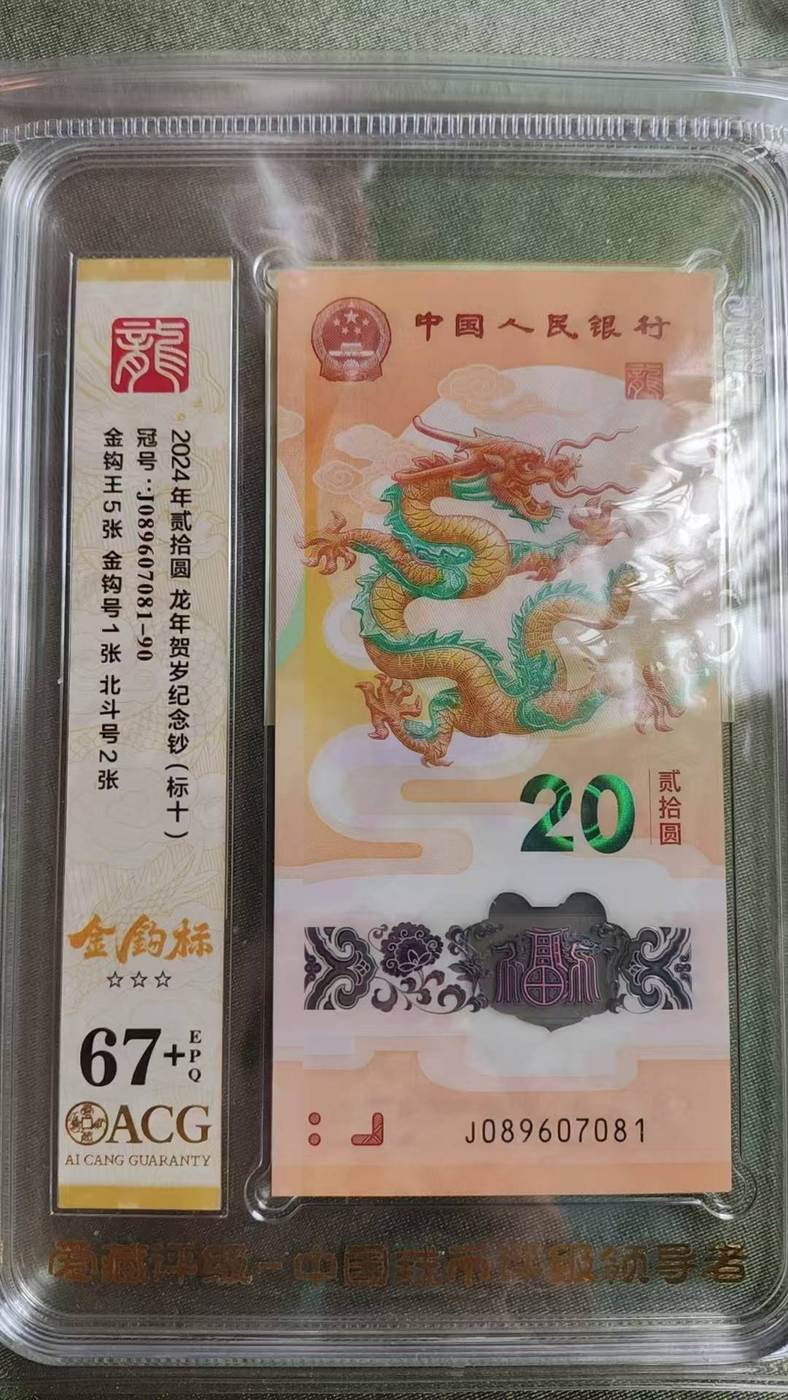 龍
2024年贰拾圆 龙年贺岁纪念钞(标十)
冠号:J089607081-90
金钩王5张 金钩号1张 北斗号2张
金钩标
☆☆☆
67+EPQ
ACG
AI CANG GUARANTY
中国人民银行
龍
20
贰拾圆
福
J089607081
爱藏评级-中国钱币评级领导者